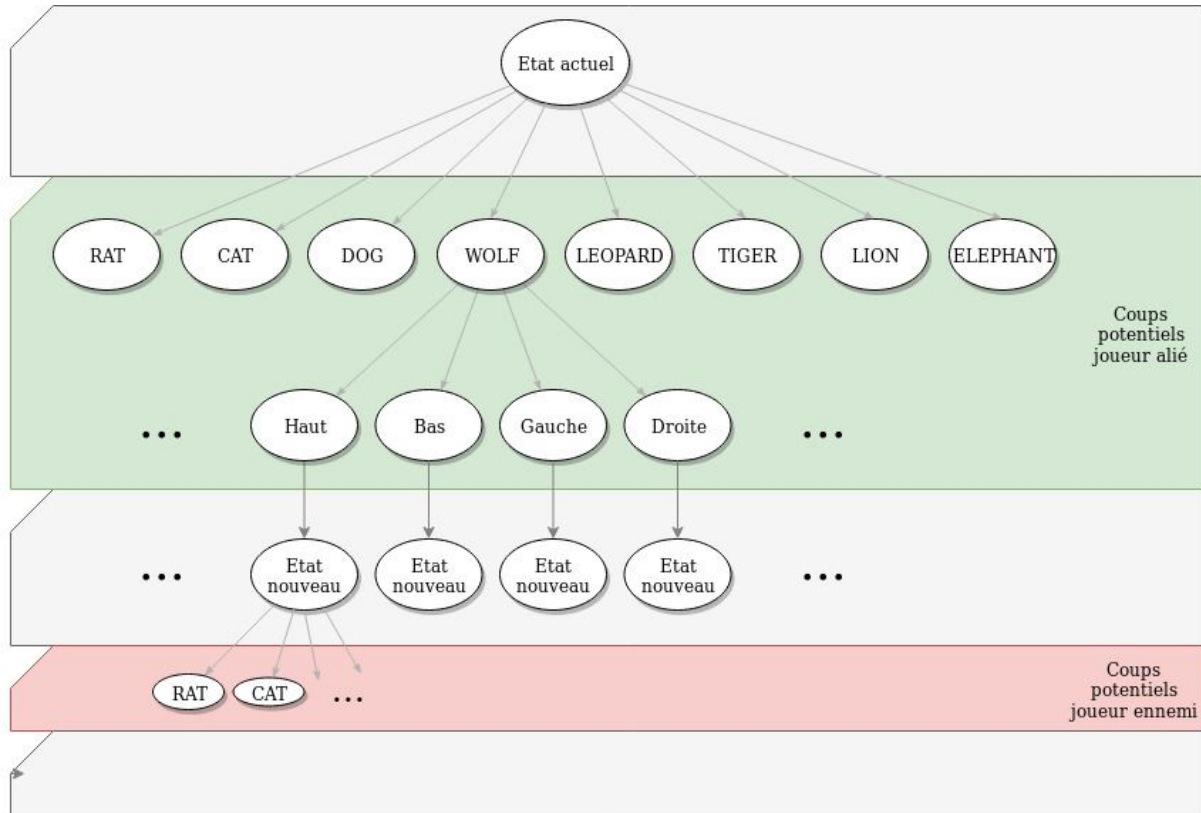 Etat actuel
RAT
CAT
DOG
WOLF
LEOPARD
TIGER
LION
ELEPHANT
Coups
potentiels
joueur alié
...
Haut
Bas
Gauche
Droite
...
...
Etat
nouveau
Etat
nouveau
Etat
nouveau
Etat
nouveau
...
RAT
CAT
...
Coups
potentiels
joueur ennemi